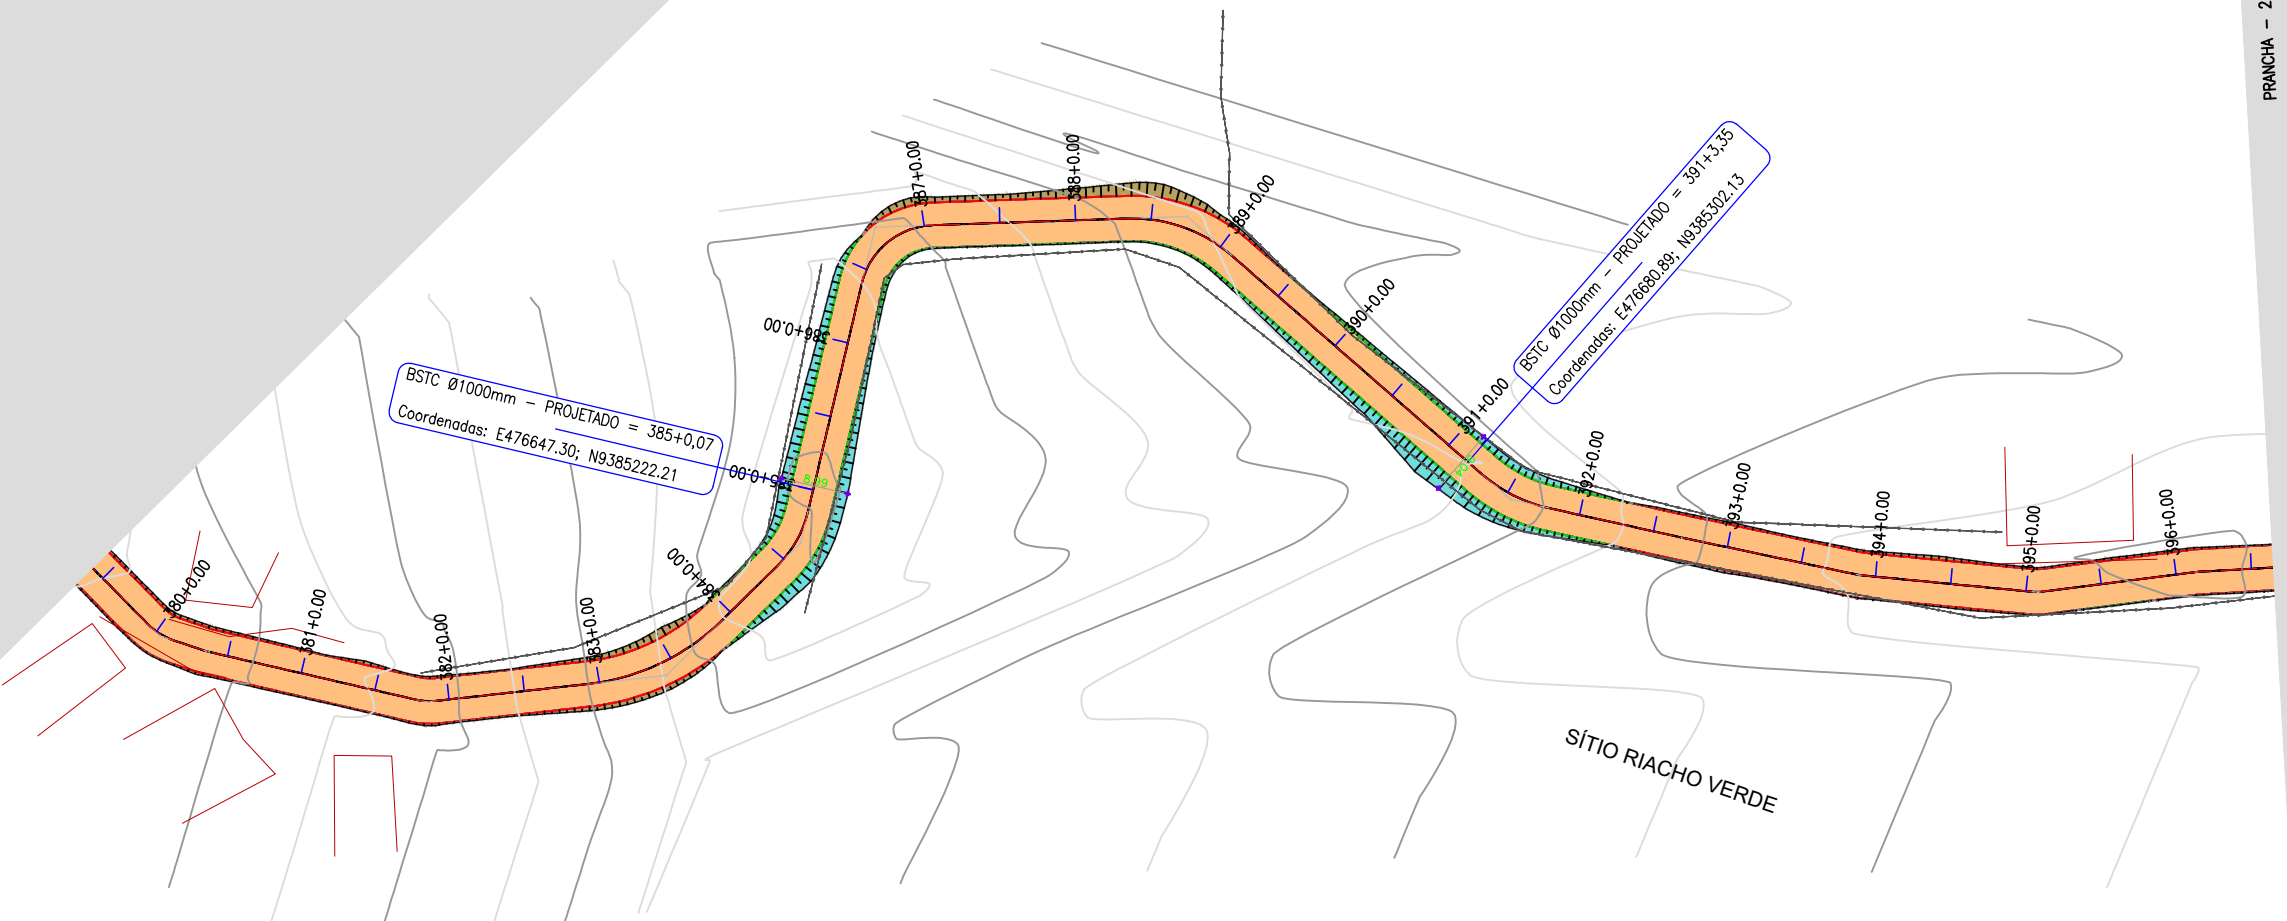 PRANCHA - 2
380+0.00
381+0.00
382+0.00
383+0.00
384+0.00
385+0.00
386+0.00
387+0.00
388+0.00
389+0.00
390+0.00
391+0.00
392+0.00
393+0.00
394+0.00
395+0.00
396+0.00
BSTC Ø1000mm - PROJETADO = 385+0,07
Coordenadas: E476647.30; N9385222.21
BSTC Ø1000mm - PROJETADO = 391+3,35
Coordenadas: E476680.89; N9385302.13
SÍTIO RIACHO VERDE